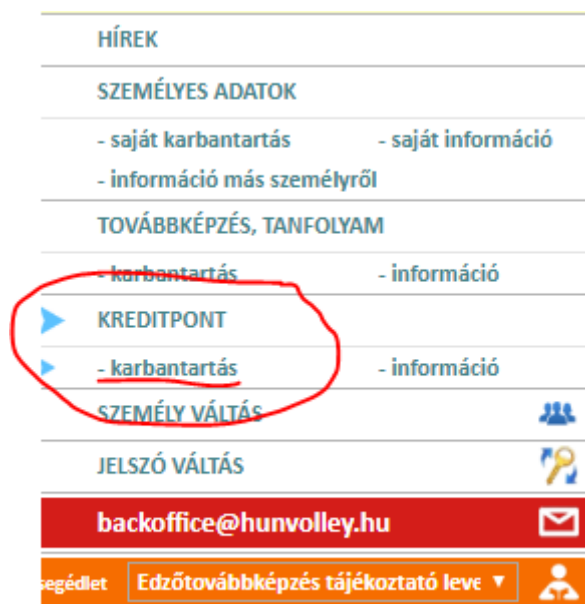 HÍREK
SZEMÉLYES ADATOK
- saját karbantartás - saját információ
- információ más személyről
TOVÁBBKÉPZÉS, TANFOLYAM
- karbantartás - információ
KREDITPONT
- karbantartás - információ
SZEMÉLY VÁLTÁS
JELSZÓ VÁLTÁS
backoffice@hunvolley.hu
segédlet Edzőtovábbképzés tájékoztató leve